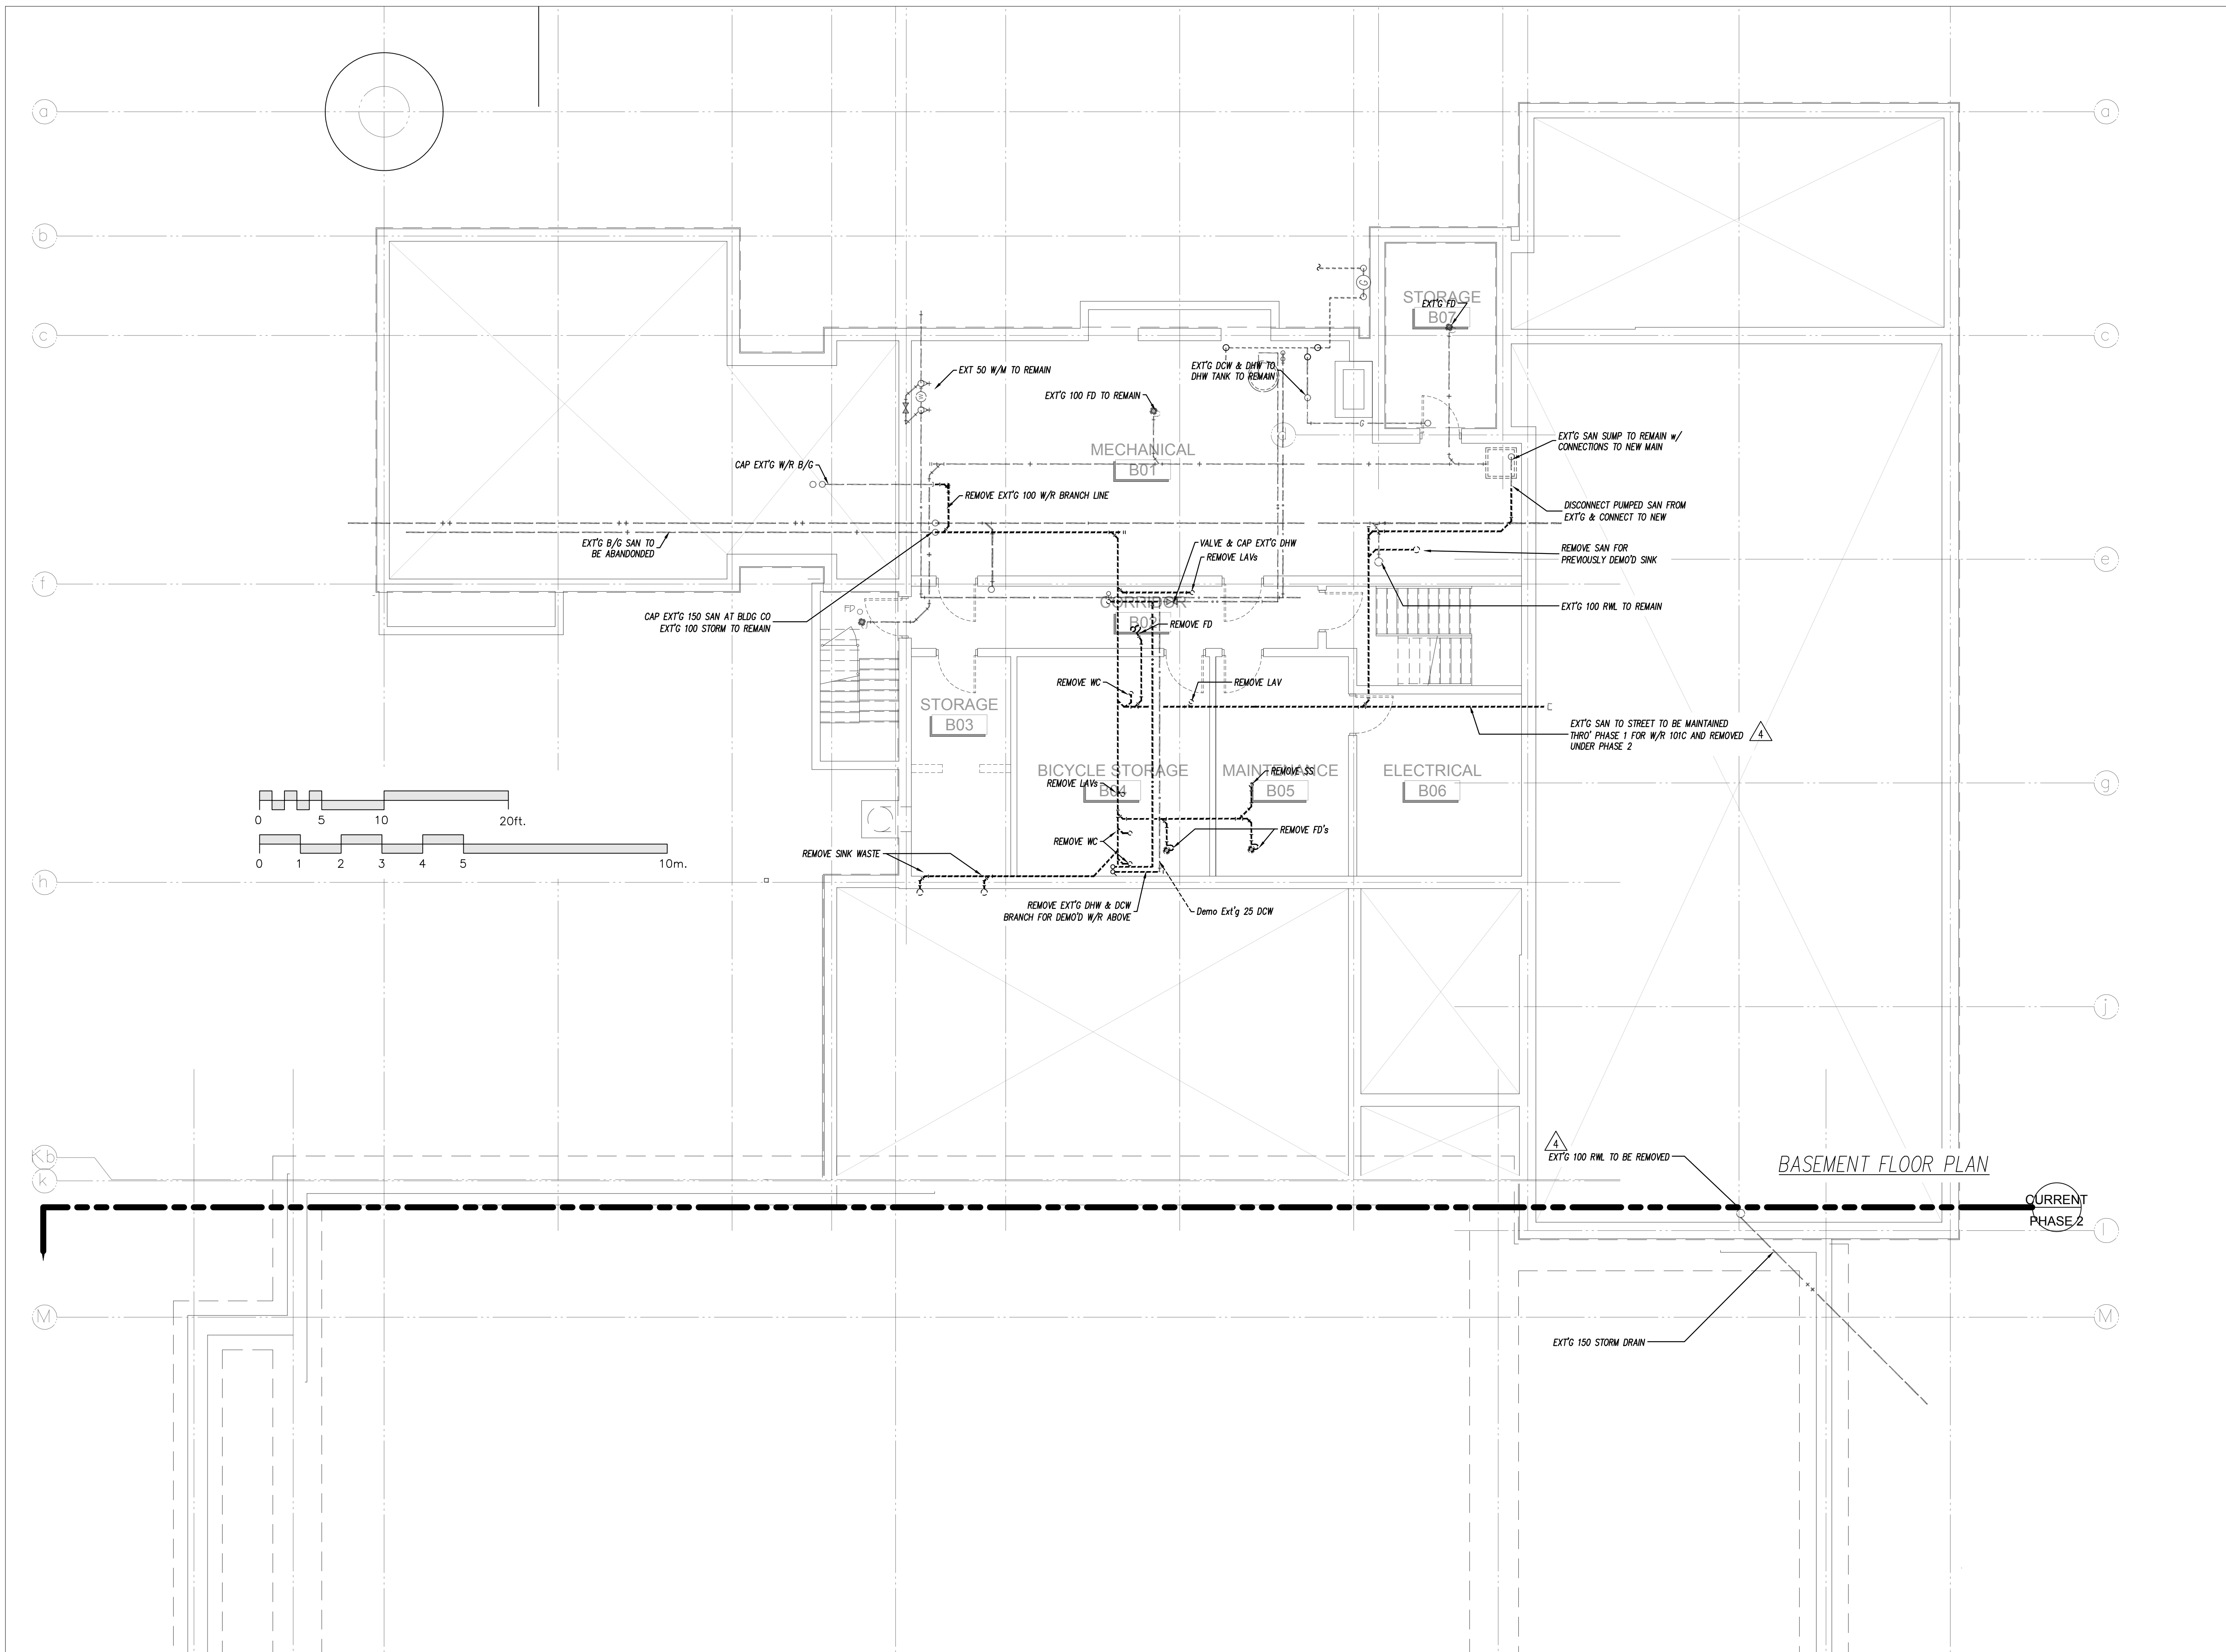 a
a
b
STORAGE
EXT'G FD
B07
G
c
c
EXT 50 W/M TO REMAIN
EXT'G DCW & DHW TO
DHW TANK TO REMAIN
EXT'G 100 FD TO REMAIN
W
G
MECHANICAL
B01
EXT'G SAN SUMP TO REMAIN w/
CONNECTIONS TO NEW MAIN
CAP EXT'G W/R B/G
REMOVE EXT'G 100 W/R BRANCH LINE
DISCONNECT PUMPED SAN FROM
EXT'G & CONNECT TO NEW
EXT'G B/G SAN TO
BE ABANDONDED
VALVE & CAP EXT'G DHW
REMOVE LAVs
REMOVE SAN FOR
PREVIOUSLY DEMO'D SINK
e
f
CORRIDOR
B02
REMOVE FD
FD
CAP EXT'G 150 SAN AT BLDG CO
EXT'G 100 STORM TO REMAIN
EXT'G 100 RWL TO REMAIN
REMOVE WC
REMOVE LAV
STORAGE
B03
EXT'G SAN TO STREET TO BE MAINTAINED
THRO' PHASE 1 FOR W/R 101C AND REMOVED
UNDER PHASE 2
4
BICYCLE STORAGE
B04
REMOVE LAVs
MAINTENANCE
REMOVE SS
B05
ELECTRICAL
B06
g
0 5 10 20ft.
0 1 2 3 4 5 10m.
REMOVE WC
REMOVE FD's
REMOVE SINK WASTE
h
REMOVE EXT'G DHW & DCW
BRANCH FOR DEMO'D W/R ABOVE
Demo Ext'g 25 DCW
j
Kb
k
4
EXT'G 100 RWL TO BE REMOVED
BASEMENT FLOOR PLAN
CURRENT
PHASE 2
l
M
M
EXT'G 150 STORM DRAIN